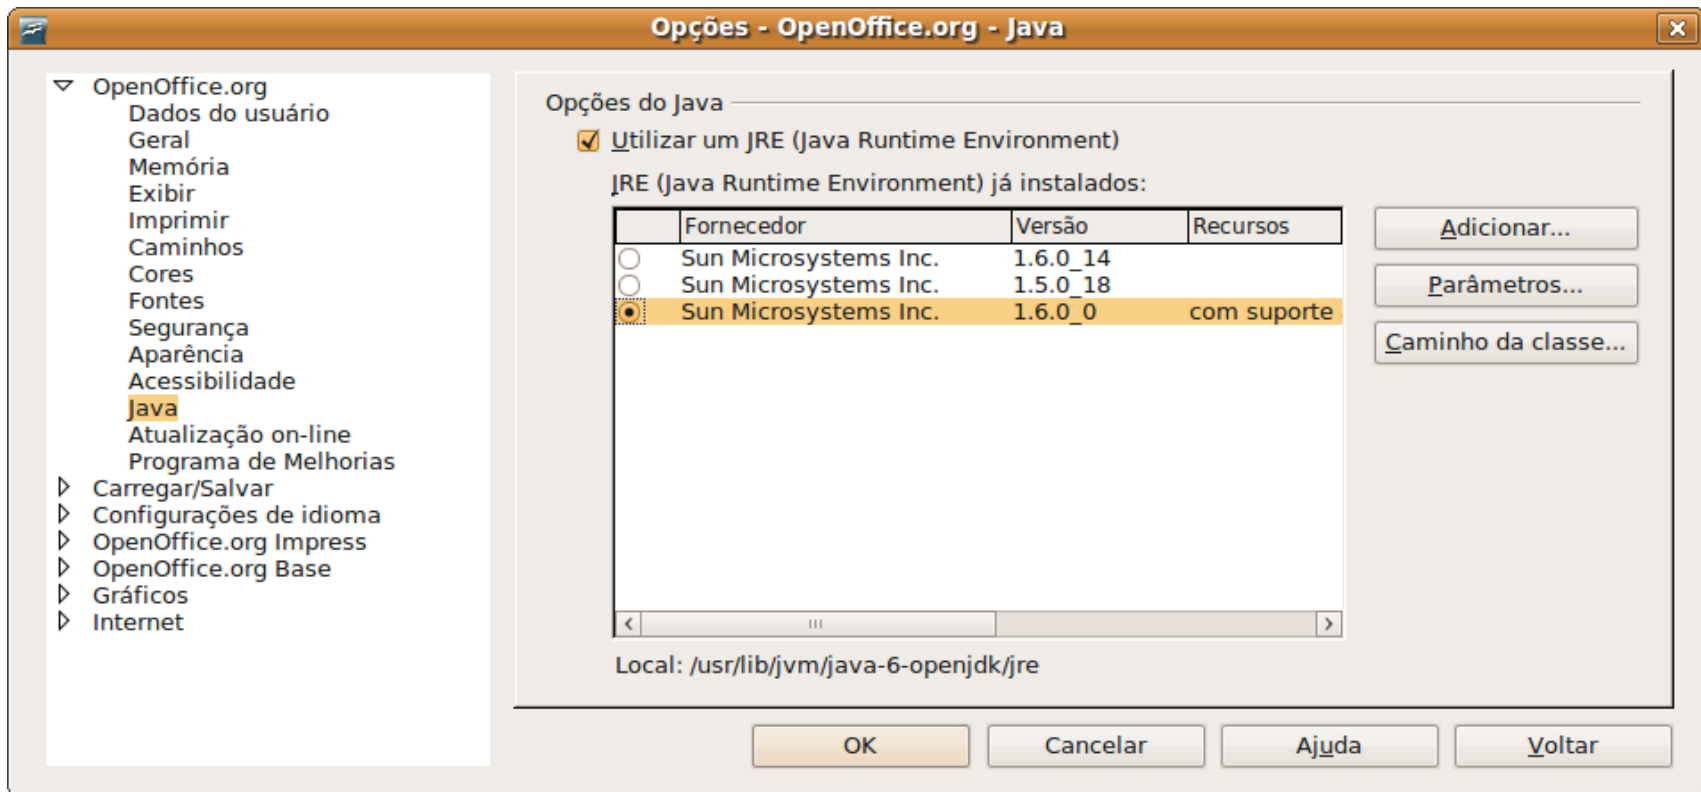 Opções - OpenOffice.org - Java
OpenOffice.org
Dados do usuário
Geral
Memória
Exibir
Imprimir
Caminhos
Cores
Fontes
Segurança
Aparência
Acessibilidade
Java
Atualização on-line
Programa de Melhorias
Carregar/Salvar
Configurações de idioma
OpenOffice.org Impress
OpenOffice.org Base
Gráficos
Internet
Opções do Java
Utilizar um JRE (Java Runtime Environment)
JRE (Java Runtime Environment) já instalados:
Fornecedor Versão Recursos
Sun Microsystems Inc. 1.6.0_14
Sun Microsystems Inc. 1.5.0_18
Sun Microsystems Inc. 1.6.0_0 com suporte
Adicionar...
Parâmetros...
Caminho da classe...
Local: /usr/lib/jvm/java-6-openjdk/jre
OK Cancelar Ajuda Voltar